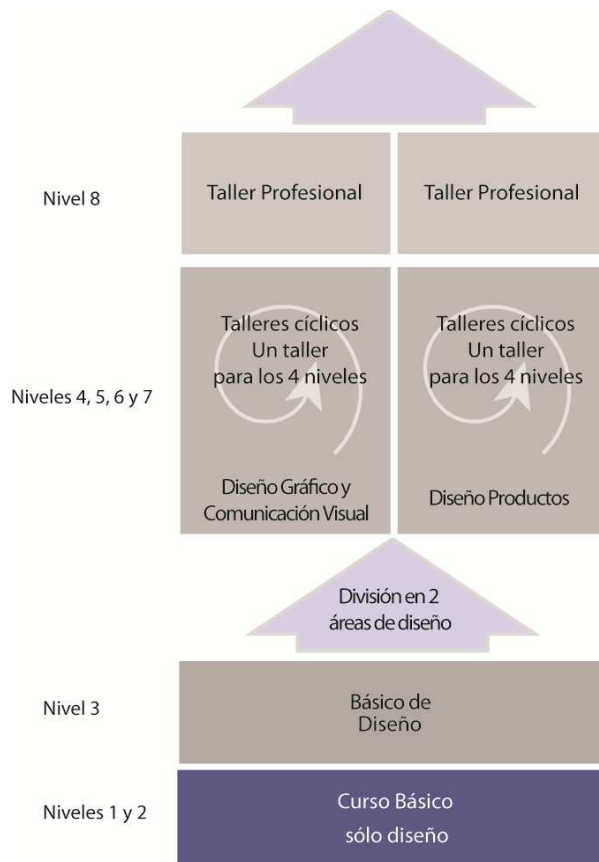 Nivel 8
Taller Profesional
Taller Profesional
Niveles 4, 5, 6 y 7
Talleres cíclicos
Un taller
para los 4 niveles
Diseño Gráfico y
Comunicación Visual
Talleres cíclicos
Un taller
para los 4 niveles
Diseño Productos
División en 2
áreas de diseño
Nivel 3
Básico de
Diseño
Niveles 1 y 2
Curso Básico
sólo diseño